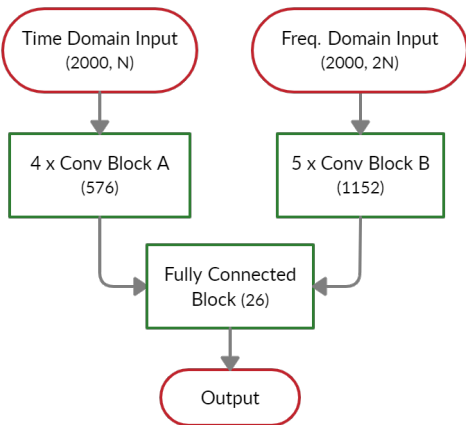 Time Domain Input
(2000, N)
Freq. Domain Input
(2000, 2N)
4 x Conv Block A
(576)
5 x Conv Block B
(1152)
Fully Connected
Block (26)
Output